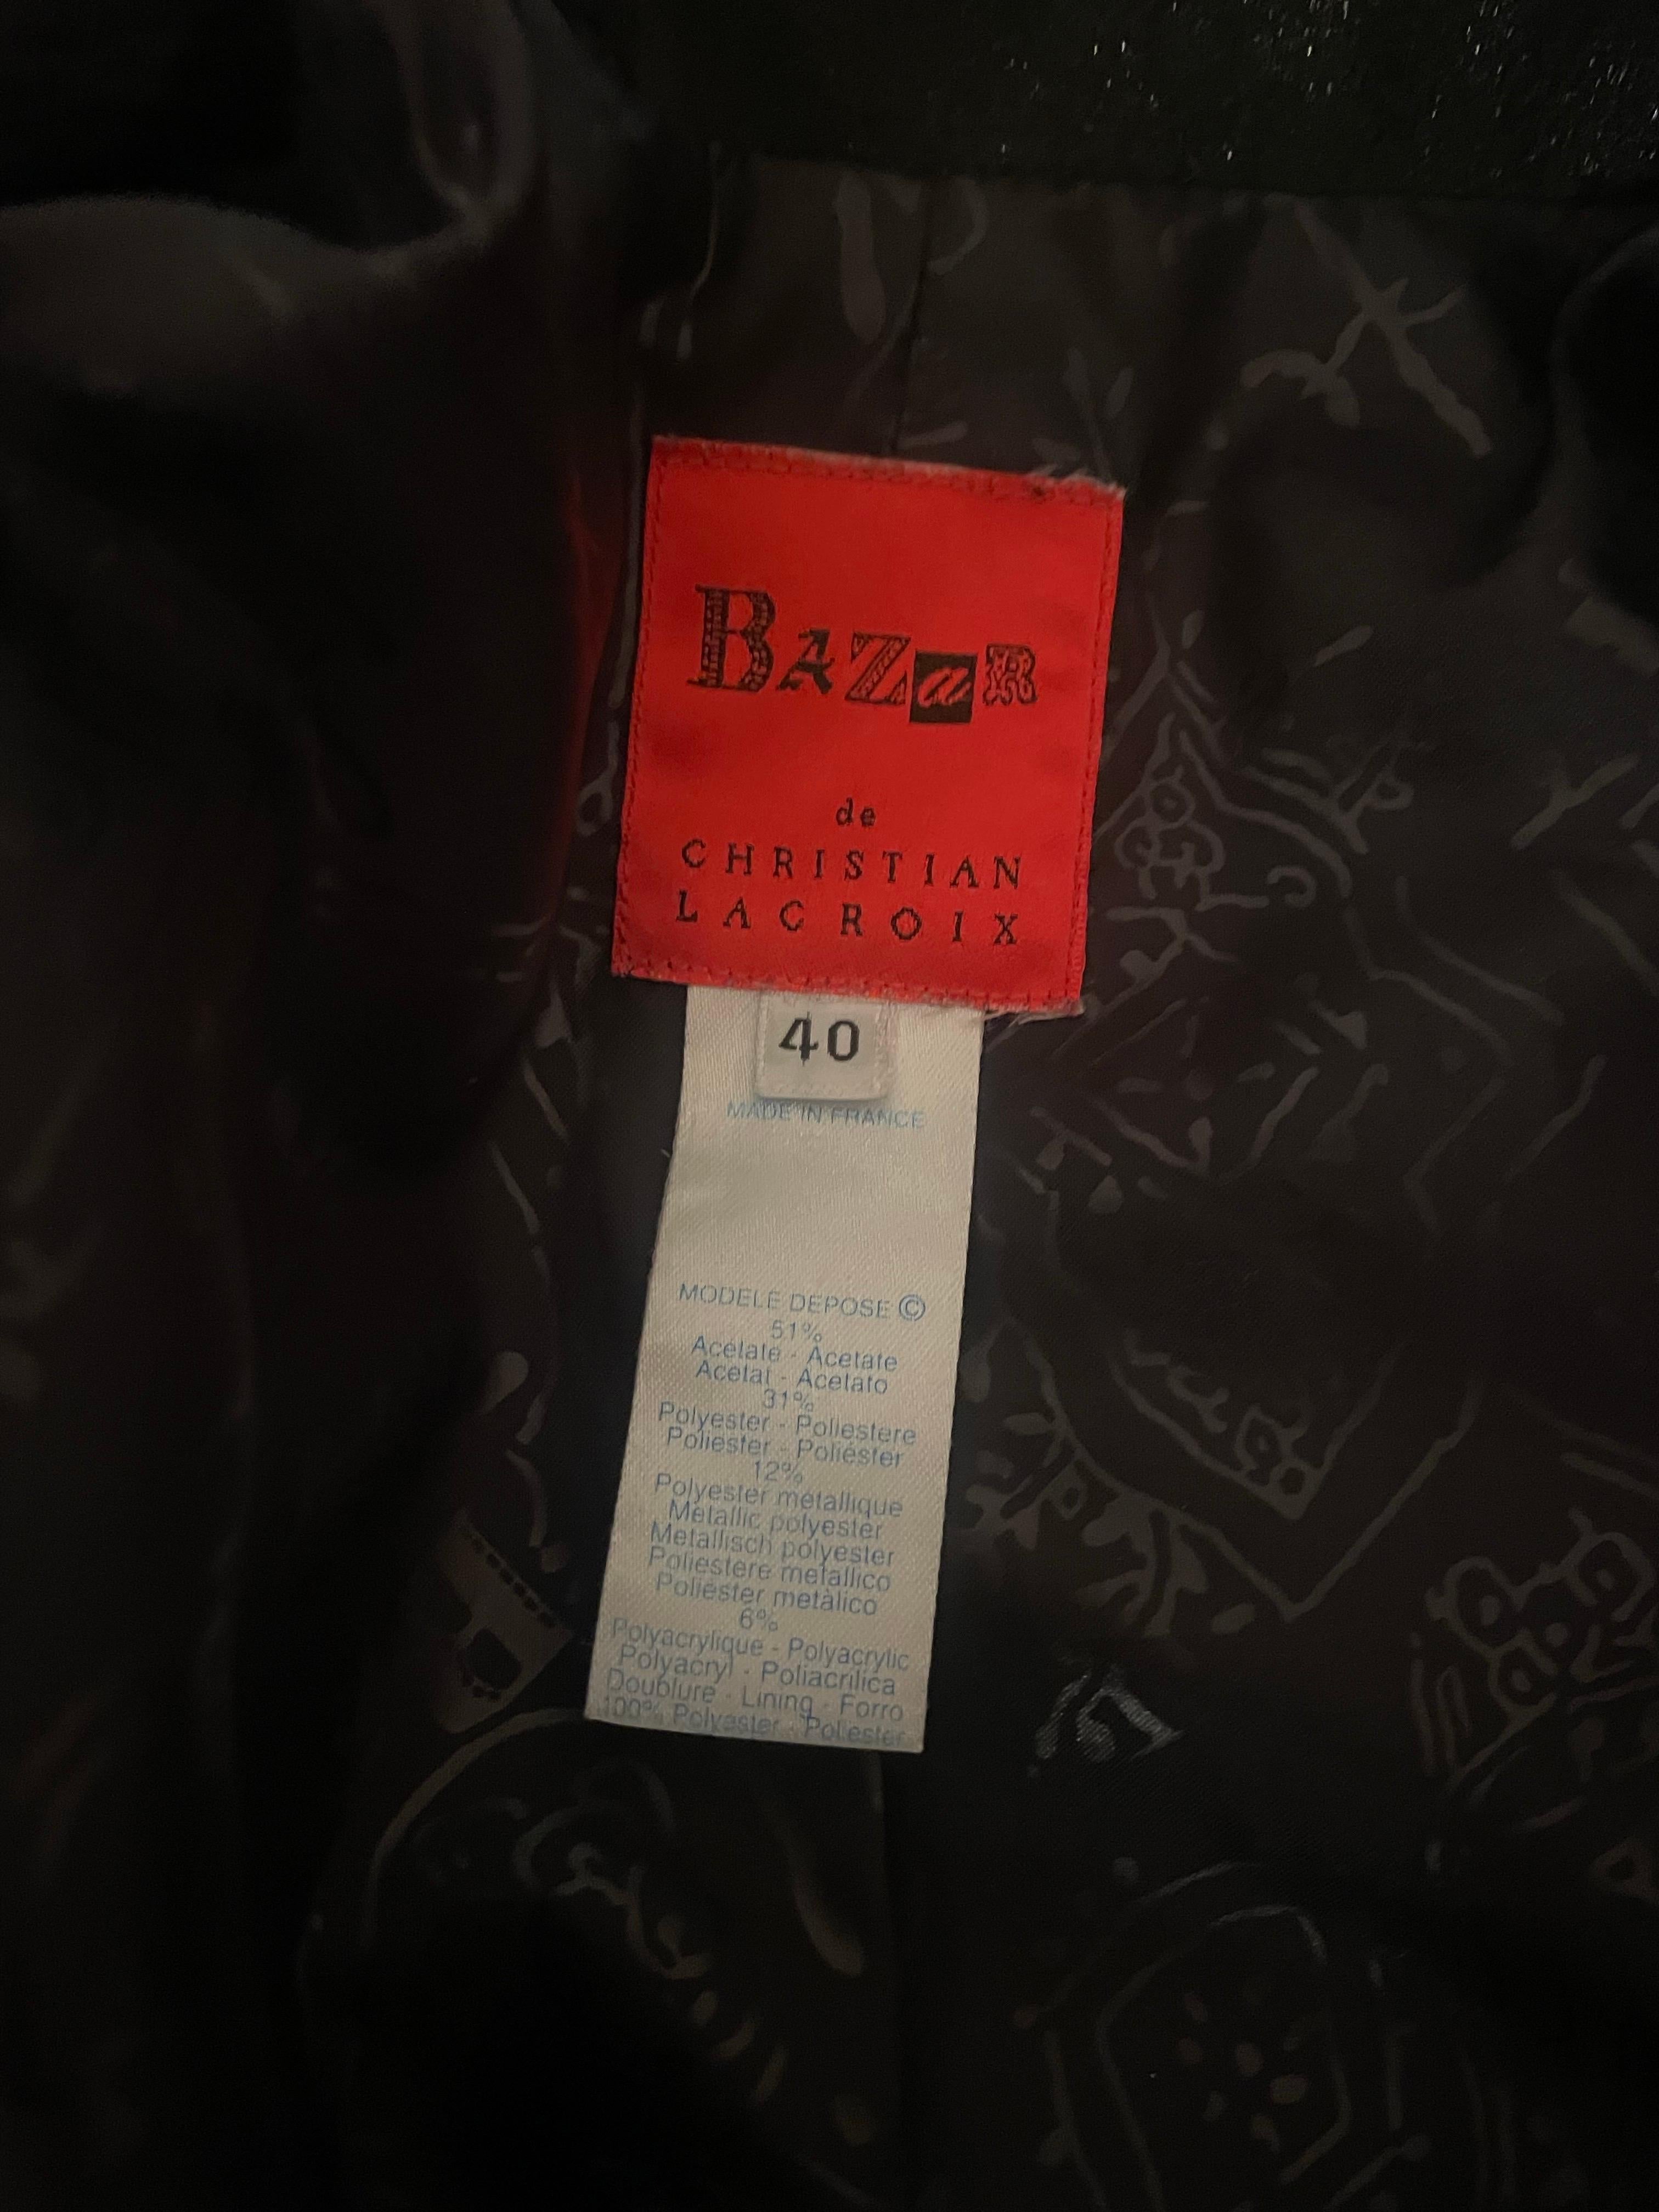 BAZaR
de
CHRISTIAN
LACROIX
40
MADE IN FRANCE
MODELE DEPOSE ©
51%
Acetate - Acetate
Acetat - Acetato
31%
Polyester - Poliestere
Poliester - Poliéster
12%
Polyester métallique
Metallic polyester
Metallisch polyester
Poliestere metallico
Poliéster metàlico
6%
Polyacrylique - Polyacrylic
Polyacryl - Poliacrilica
Doublure - Lining - Forro
100% Polyester - Poliester